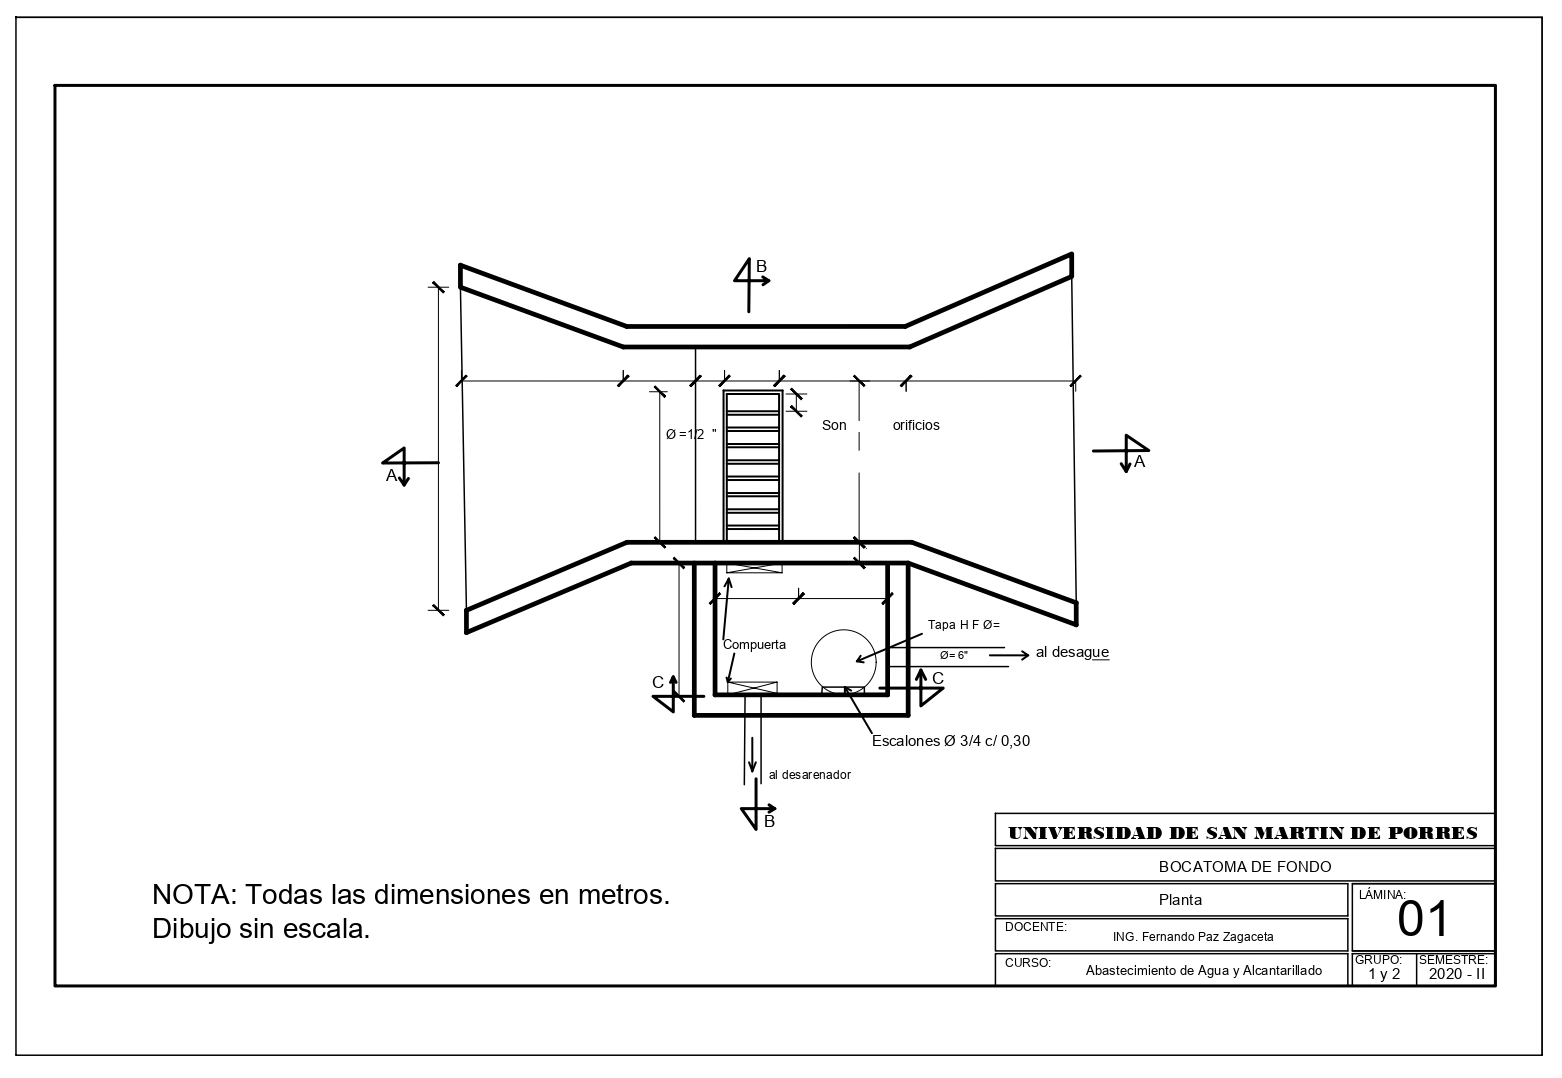 B
Son orificios
Ø =1/2 "
A
A
Tapa H F Ø=
Compuerta
Ø= 6"
al desague
C
C
Escalones Ø 3/4 c/ 0,30
al desarenador
B
NOTA: Todas las dimensiones en metros.
Dibujo sin escala.
UNIVERSIDAD DE SAN MARTIN DE PORRES
BOCATOMA DE FONDO
Planta
LÁMINA:
01
DOCENTE:
ING. Fernando Paz Zagaceta
CURSO:
Abastecimiento de Agua y Alcantarillado
GRUPO:
1 y 2
SEMESTRE:
2020 - II